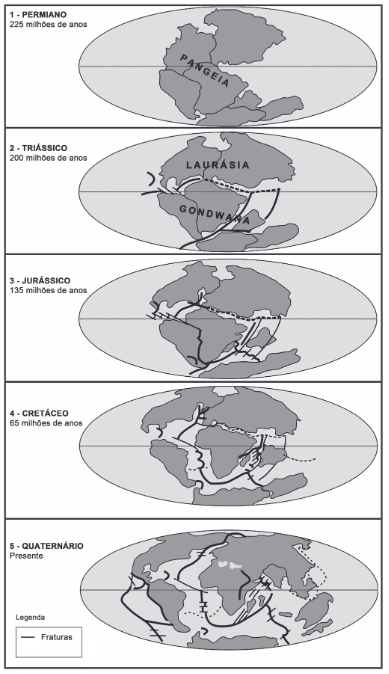 1 - PERMIANO
225 milhões de anos
PANGEIA
2 - TRIÁSSICO
200 milhões de anos
LAURÁSIA
GONDWANA
3 - JURÁSSICO
135 milhões de anos
4 - CRETÁCEO
65 milhões de anos
5 - QUATERNÁRIO
Presente
Legenda
Fraturas